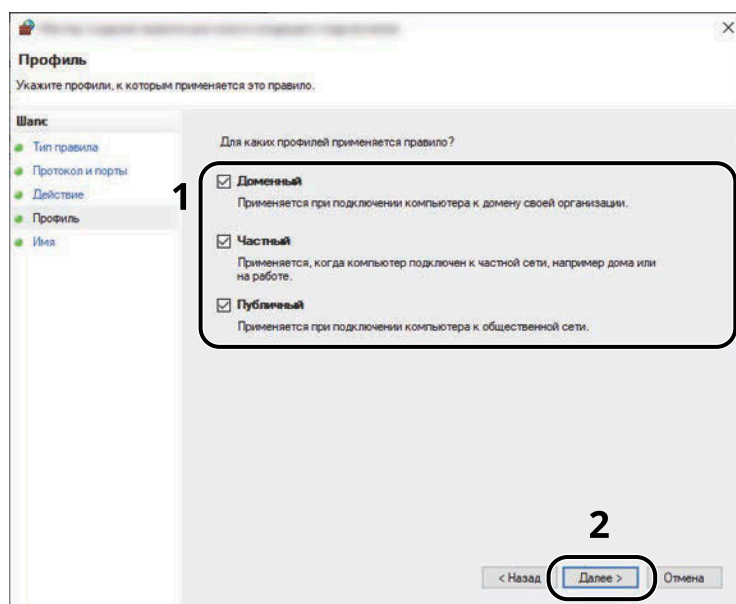 Профиль
Укажите профили, к которым применяется это правило.
Шаги:
Тип правила
Протокол и порты
Действие
Профиль
Имя
Для каких профилей применяется правило?
1
Доменный
Применяется при подключении компьютера к домену своей организации.
Частный
Применяется, когда компьютер подключен к частной сети, например дома или
на работе.
Публичный
Применяется при подключении компьютера к общественной сети.
2
< Назад
Далее >
Отмена